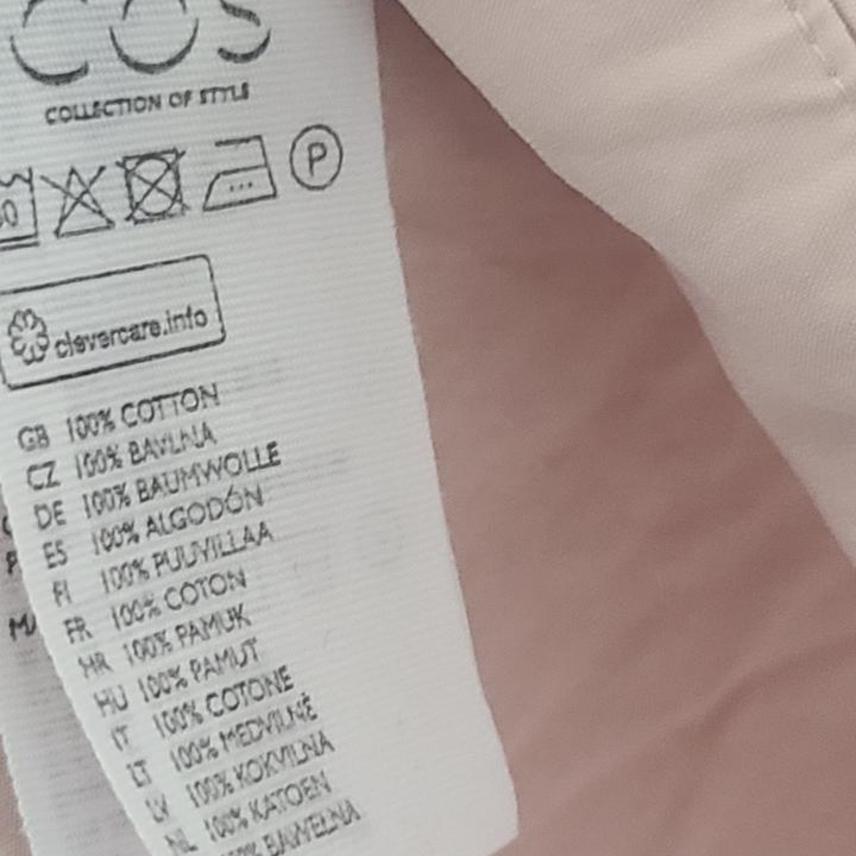 COS
COLLECTION OF STYLE
P
clevercare.info
GB 100% COTTON
CZ 100% BAVLNA
DE 100% BAUMWOLLE
ES 100% ALGODÓN
FI 100% PUUVILLAA
FR 100% COTON
HR 100% PAMUK
HU 100% PAMUT
IT 100% COTONE
LT 100% MEDVILNĖ
LV 100% KOKVILNA
NL 100% KATOEN
100% BAWEŁNA